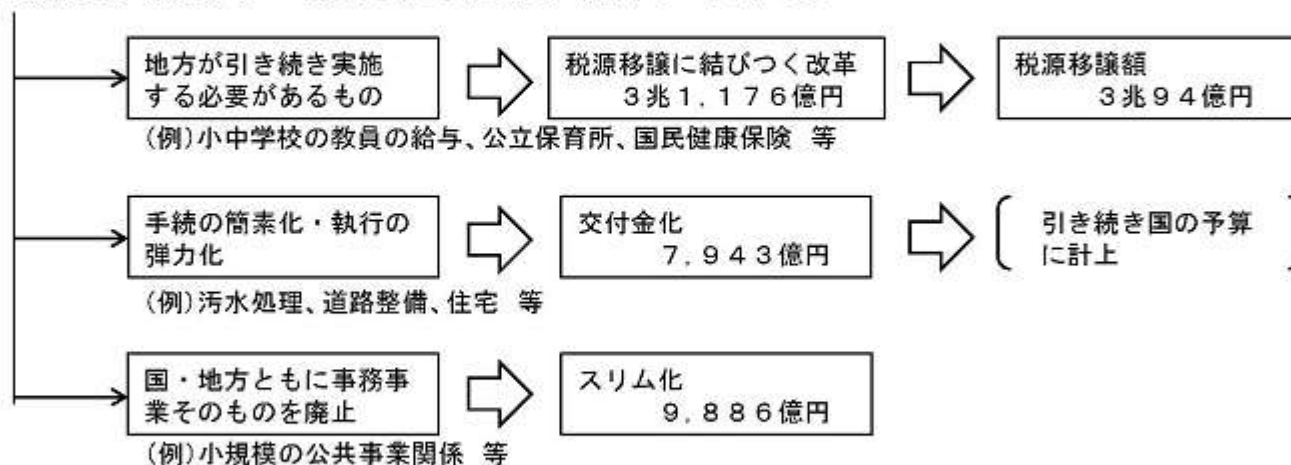 地方が引き続き実施
する必要があるもの
税源移譲に結びつく改革
3兆1,176億円
税源移譲額
3兆94億円
(例)小中学校の教員の給与、公立保育所、国民健康保険 等
手続の簡素化・執行の
弾力化
交付金化
7,943億円
引き続き国の予算
に計上
(例)汚水処理、道路整備、住宅 等
国・地方ともに事務事
業そのものを廃止
スリム化
9,886億円
(例)小規模の公共事業関係 等